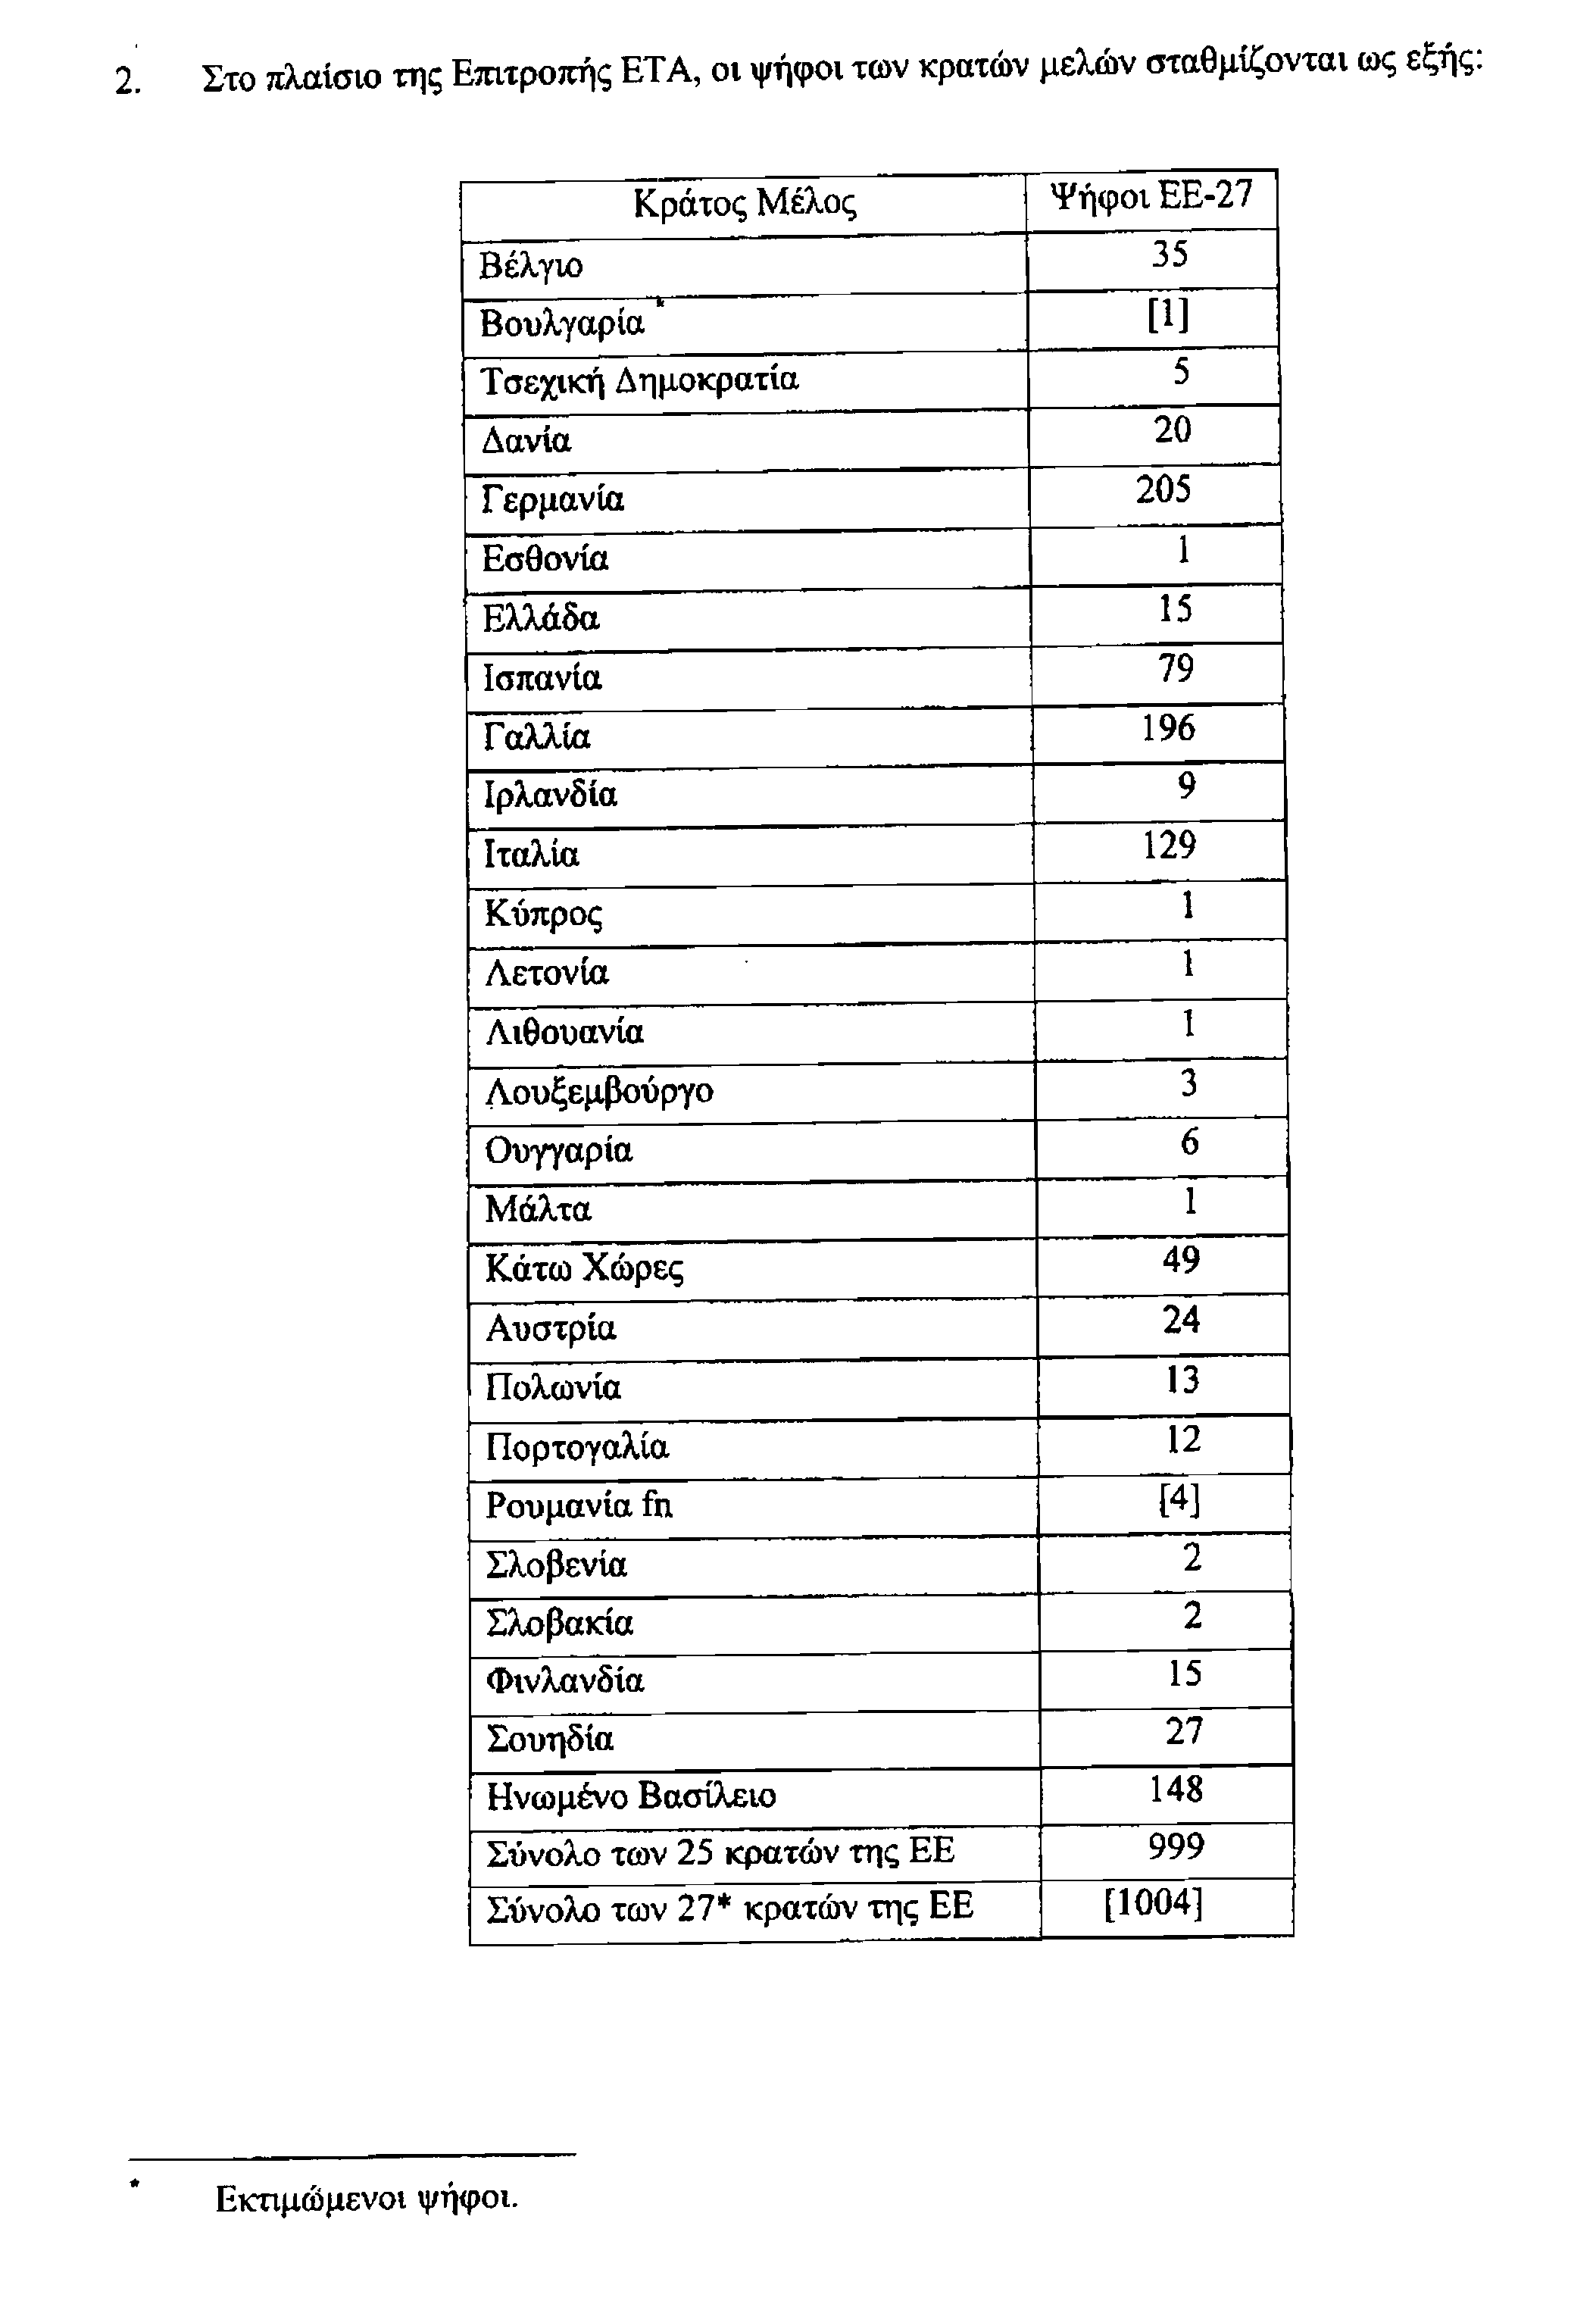 2. Στο πλαίσιο της Επιτροπής ΕΤΑ, οι ψήφοι των κρατών μελών σταθμίζονται ως εξής:
Κράτος Μέλος Ψήφοι ΕΕ-27
Βέλγιο 35
Βουλγαρία * [1]
Τσεχική Δημοκρατία 5
Δανία 20
Γερμανία 205
Εσθονία 1
Ελλάδα 15
Ισπανία 79
Γαλλία 196
Ιρλανδία 9
Ιταλία 129
Κύπρος 1
Λετονία 1
Λιθουανία 1
Λουξεμβούργο 3
Ουγγαρία 6
Μάλτα 1
Κάτω Χώρες 49
Αυστρία 24
Πολωνία 13
Πορτογαλία 12
Ρουμανία fn [4]
Σλοβενία 2
Σλοβακία 2
Φινλανδία 15
Σουηδία 27
Ηνωμένο Βασίλειο 148
Σύνολο των 25 κρατών της ΕΕ 999
Σύνολο των 27* κρατών της ΕΕ [1004]
* Εκτιμώμενοι ψήφοι.